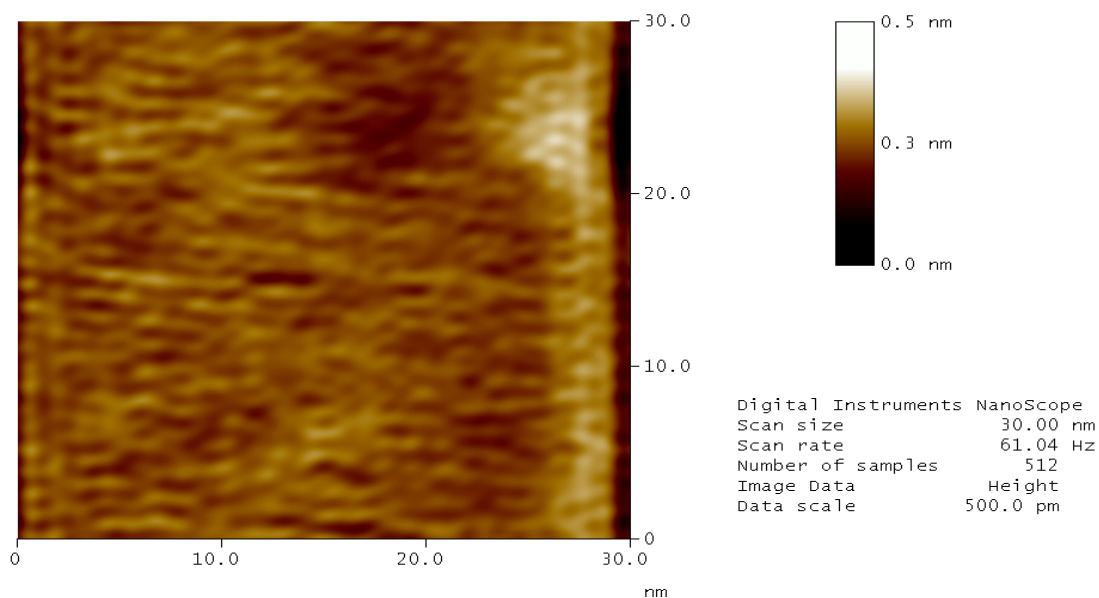 30.0
20.0
10.0
0
0 10.0 20.0 30.0
nm
0.5 nm
0.3 nm
0.0 nm
Digital Instruments NanoScope
Scan size 30.00 nm
Scan rate 61.04 Hz
Number of samples 512
Image Data Height
Data scale 500.0 pm